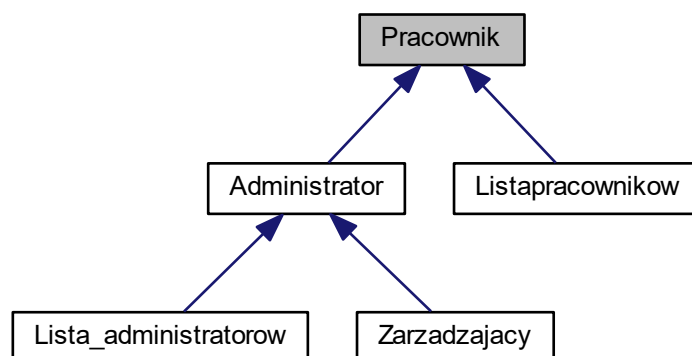 Pracownik
Administrator
Listapracownikow
Lista_administratorow
Zarzadzajacy